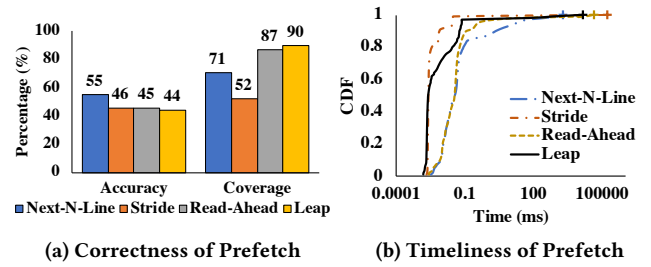 100
80
60
40
20
0
Percentage (%)
55
46
45
44
71
52
87
90
Accuracy
Coverage
Next-N-Line Stride Read-Ahead Leap
(a) Correctness of Prefetch
1
0.8
0.6
0.4
0.2
0
CDF
Next-N-Line
Stride
Read-Ahead
Leap
0.0001 0.1 100 100000
Time (ms)
(b) Timeliness of Prefetch